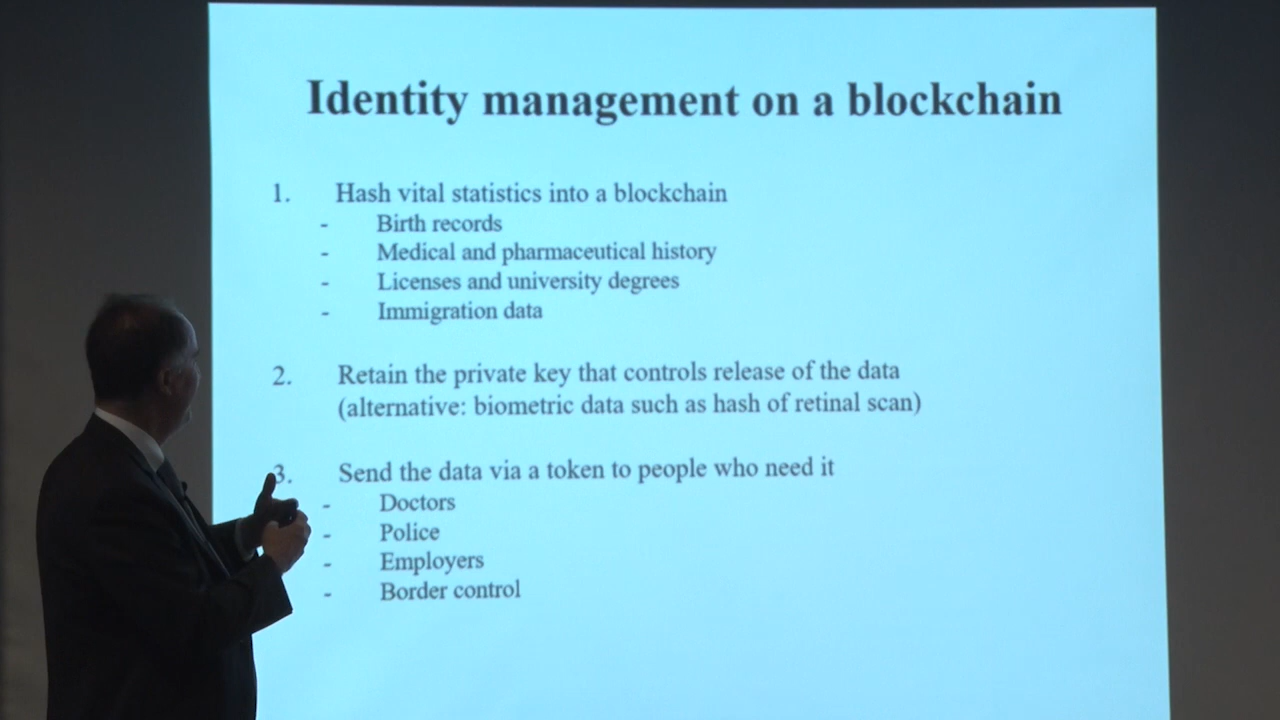 Identity management on a blockchain
1. Hash vital statistics into a blockchain
- Birth records
- Medical and pharmaceutical history
- Licenses and university degrees
- Immigration data
2. Retain the private key that controls release of the data
(alternative: biometric data such as hash of retinal scan)
3. Send the data via a token to people who need it
- Doctors
- Police
- Employers
- Border control